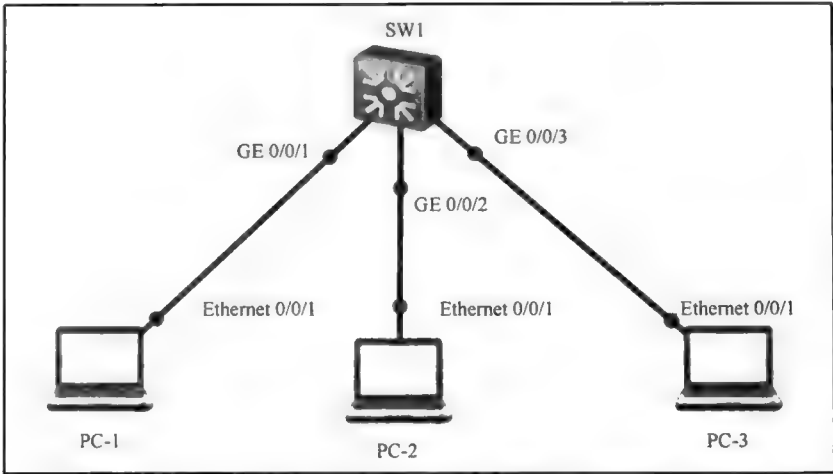 SW1
GE 0/0/1
GE 0/0/3
GE 0/0/2
Ethernet 0/0/1
Ethernet 0/0/1
Ethernet 0/0/1
PC-1
PC-2
PC-3